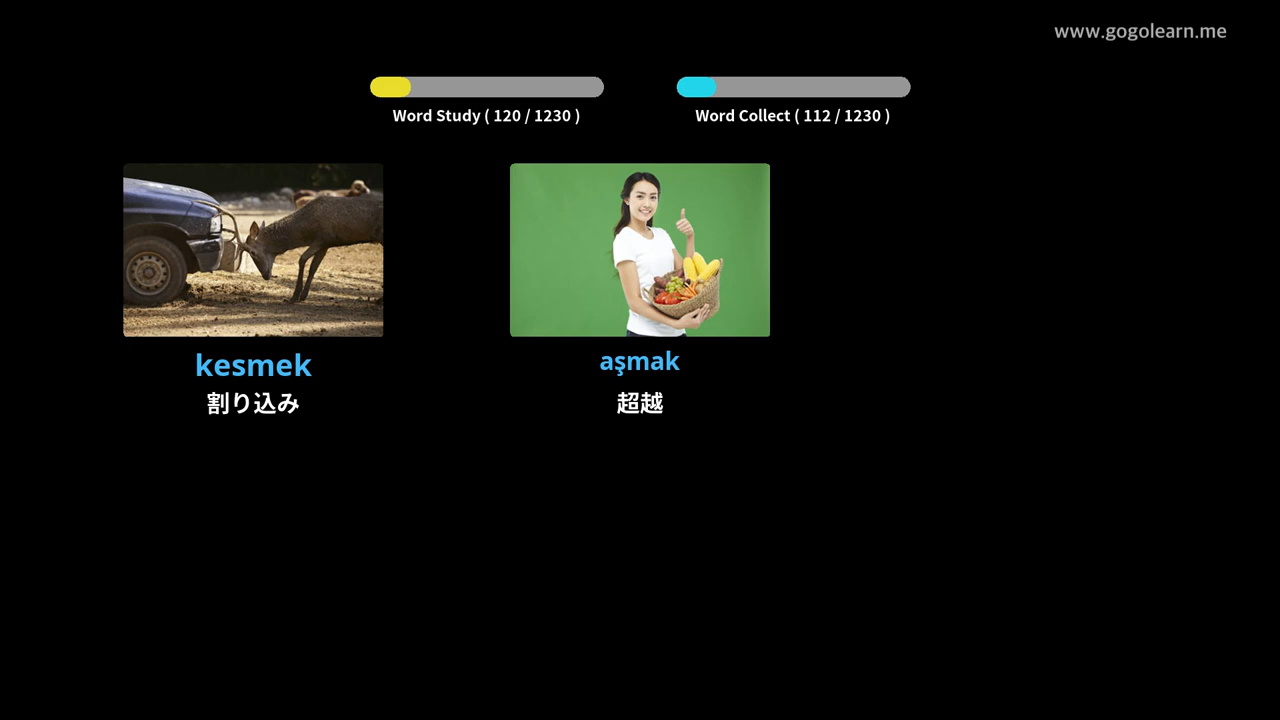 www.gogolearn.me
Word Study ( 120 / 1230 )
Word Collect ( 112 / 1230 )
kesmek
割り込み
aşmak
超越